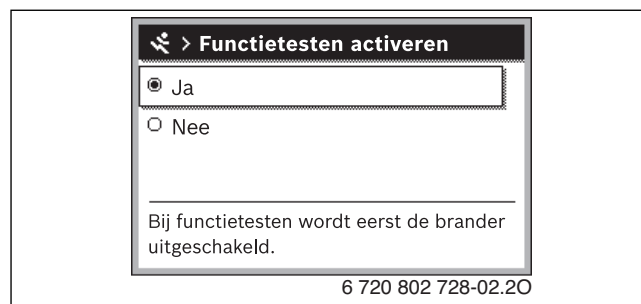 > Functietesten activeren
Ja
Nee
Bij functietesten wordt eerst de brander
uitgeschakeld.
6 720 802 728-02.2O